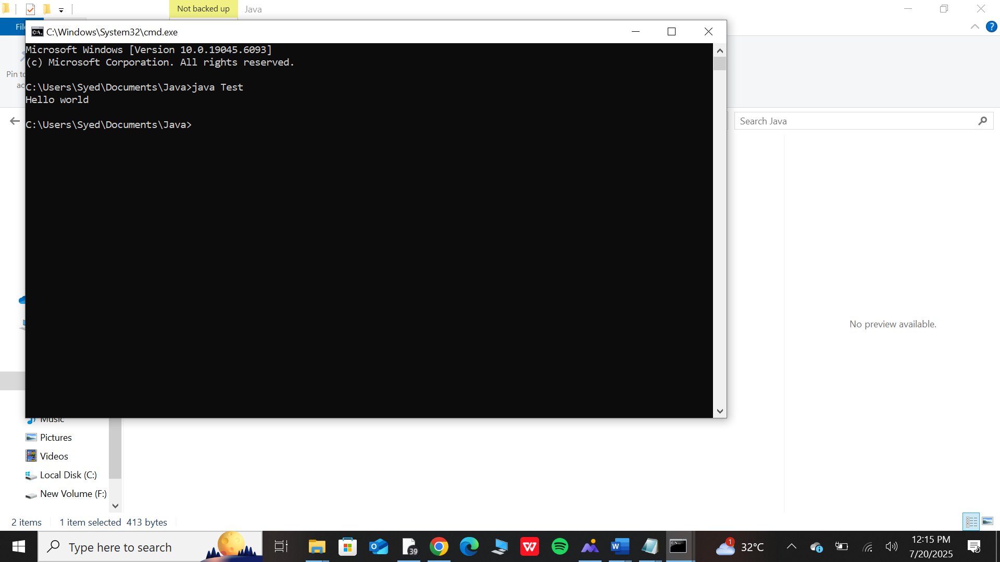 Not backed up Java
Fil
C:\Windows\System32\cmd.exe
Microsoft Windows [Version 10.0.19045.6093]
(c) Microsoft Corporation. All rights reserved.
Pin to
ac
C:\Users\Syed\Documents\Java>java Test
Hello world
C:\Users\Syed\Documents\Java>
Search Java
No preview available.
Music
Pictures
Videos
Local Disk (C:)
New Volume (F:)
2 items 1 item selected 413 bytes
Type here to search
39
1
32°C
12:15 PM
7/20/2025